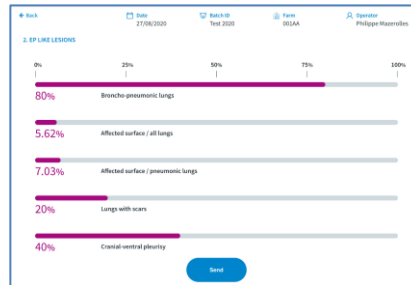 Back
Date
27/08/2020
Batch ID
Test 2020
Farm
001AA
Operator
Philippe Mazerolles
2. EP LIKE LESIONS
0% 25% 50% 75% 100%
80% Broncho-pneumonic lungs
5.62% Affected surface / all lungs
7.03% Affected surface / pneumonic lungs
20% Lungs with scars
40% Cranial-ventral pleurisy
Send